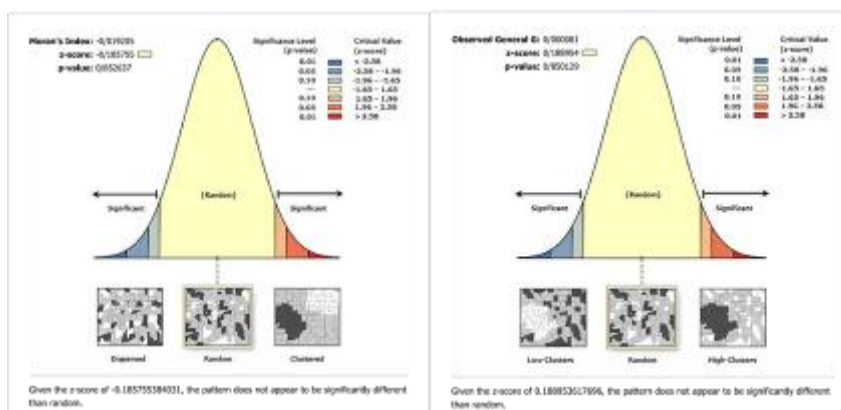 Moran's Index: -0/019205
z-score: -0/185755
p-value: 0/852637
Significance Level
(p-value)
0.01
0.05
0.10
---
0.10
0.05
0.01
Critical Value
(z-score)
< -2.58
-2.58 - -1.96
-1.96 - -1.65
-1.65 - 1.65
1.65 - 1.96
1.96 - 2.58
> 2.58
(Random)
Significant
Significant
Dispersed
Random
Clustered
Given the z-score of -0.185755384031, the pattern does not appear to be significantly different
than random.
Observed General G: 0/000081
z-score: 0/188954
p-value: 0/850129
Significance Level
(p-value)
0.01
0.05
0.10
---
0.10
0.05
0.01
Critical Value
(z-score)
< -2.58
-2.58 - -1.96
-1.96 - -1.65
-1.65 - 1.65
1.65 - 1.96
1.96 - 2.58
> 2.58
(Random)
Significant
Significant
Low-Clusters
Random
High-Clusters
Given the z-score of 0.188953617696, the pattern does not appear to be significantly different
than random.